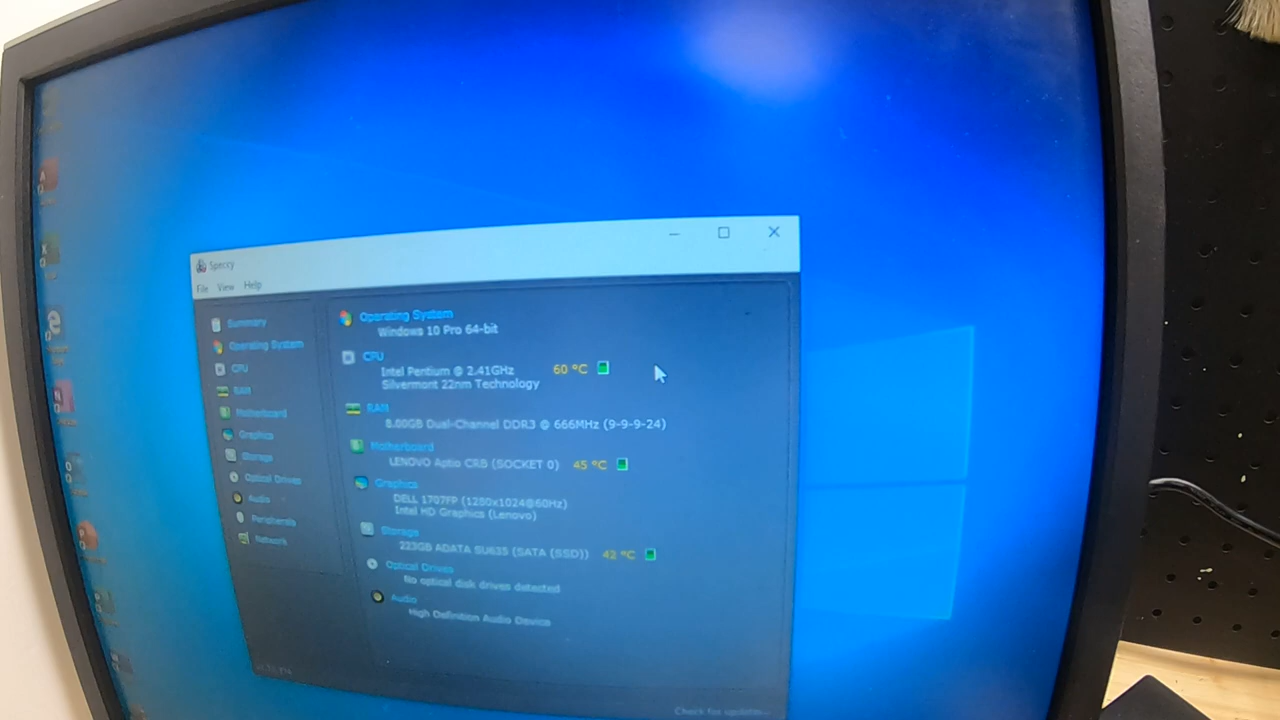 Speccy
File View Help
Summary
Operating System
CPU
RAM
Motherboard
Graphics
Storage
Optical Drives
Audio
Peripherals
Network
Operating System
Windows 10 Pro 64-bit
CPU
Intel Pentium @ 2.41GHz 60 °C
Silvermont 22nm Technology
RAM
8.00GB Dual-Channel DDR3 @ 666MHz (9-9-9-24)
Motherboard
LENOVO Aptio CRB (SOCKET 0) 45 °C
Graphics
DELL 1707FP (1280x1024@60Hz)
Intel HD Graphics (Lenovo)
Storage
223GB ADATA SU635 (SATA (SSD)) 42 °C
Optical Drives
No optical disk drives detected
Audio
High Definition Audio Device
Check for updates...